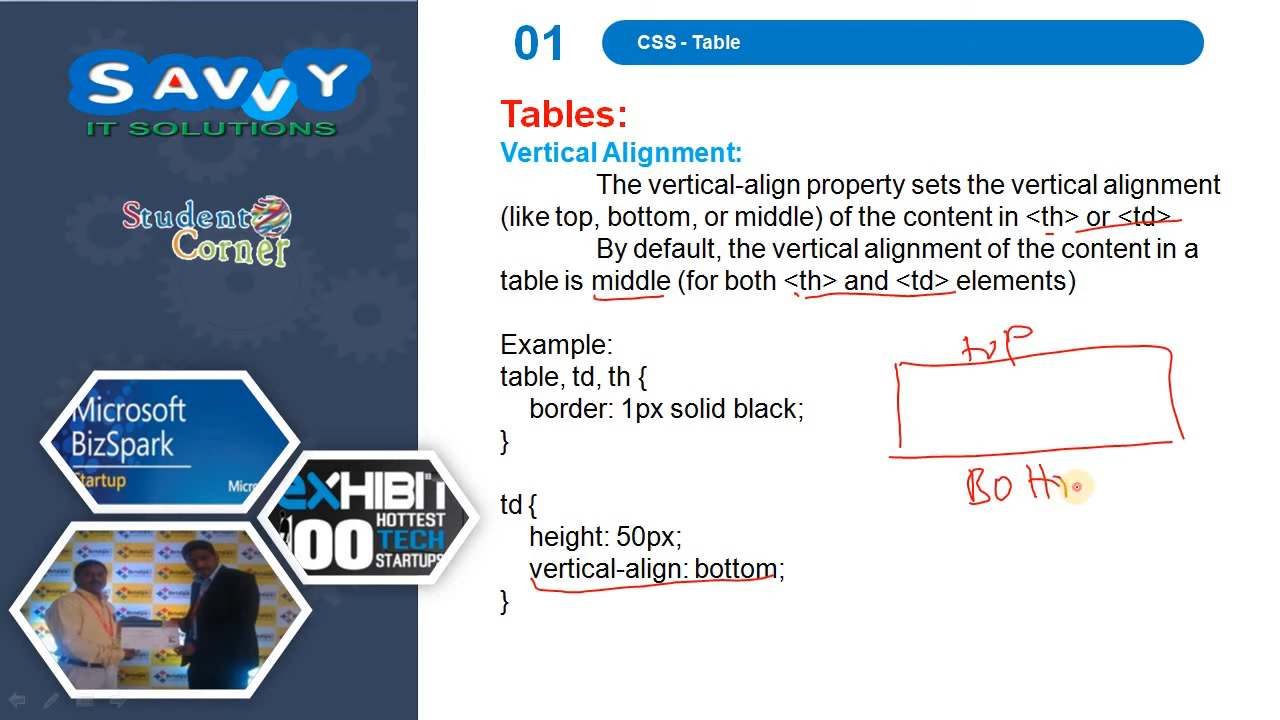 SAVVY
IT SOLUTIONS
Student
Corner
Microsoft
BizSpark
Startup
Micro
eXHIBIT
100 HOTTEST
TECH
STARTUPS
01
CSS - Table
Tables:
Vertical Alignment:
The vertical-align property sets the vertical alignment
(like top, bottom, or middle) of the content in <th> or <td>
By default, the vertical alignment of the content in a
table is middle (for both <th> and <td> elements)
Example:
table, td, th {
border: 1px solid black;
}
td {
height: 50px;
vertical-align: bottom;
}
top
Bott